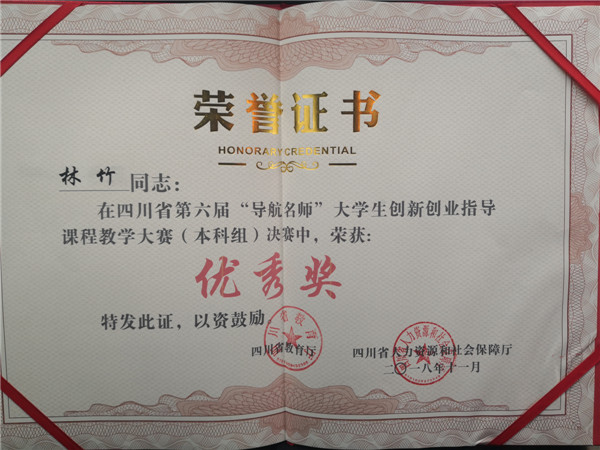 荣誉证书
HONORARY CREDENTIAL
林竹同志：
在四川省第六届“导航名师”大学生创新创业指导
课程教学大赛（本科组）决赛中，荣获：
优秀奖
特发此证，以资鼓励
四川省教育厅 四川省人力资源和社会保障厅
二〇一八年十一月